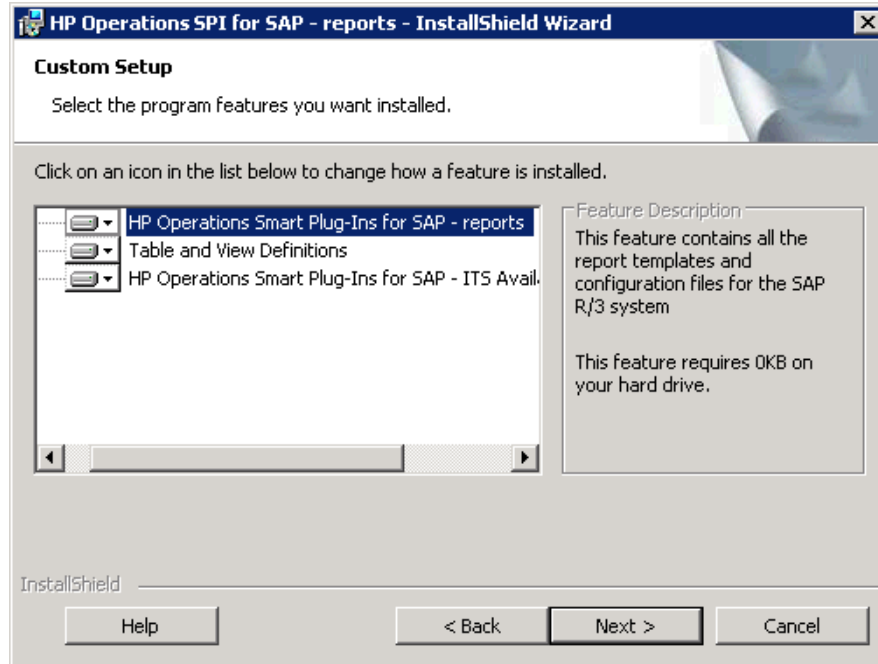 HP Operations SPI for SAP - reports - InstallShield Wizard
Custom Setup
Select the program features you want installed.
Click on an icon in the list below to change how a feature is installed.
HP Operations Smart Plug-Ins for SAP - reports
Table and View Definitions
HP Operations Smart Plug-Ins for SAP - ITS Avail
Feature Description
This feature contains all the
report templates and
configuration files for the SAP
R/3 system
This feature requires 0KB on
your hard drive.
InstallShield
Help
< Back
Next >
Cancel